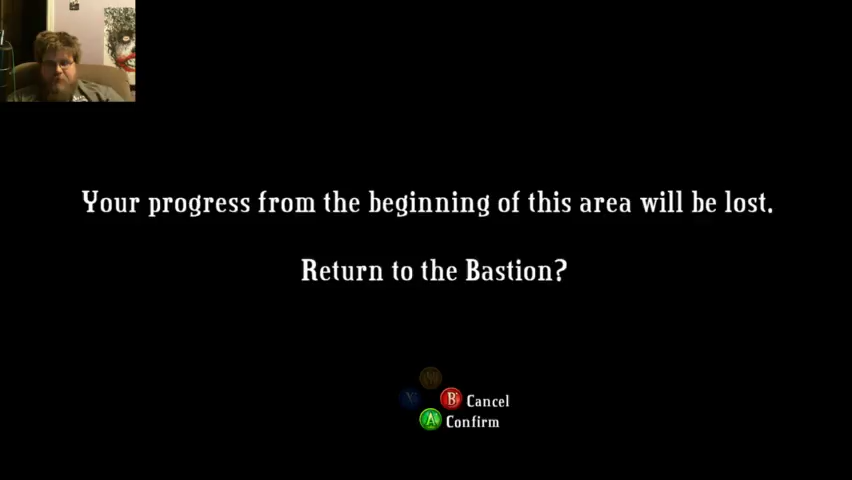 Your progress from the beginning of this area will be lost.
Return to the Bastion?
B Cancel
A Confirm